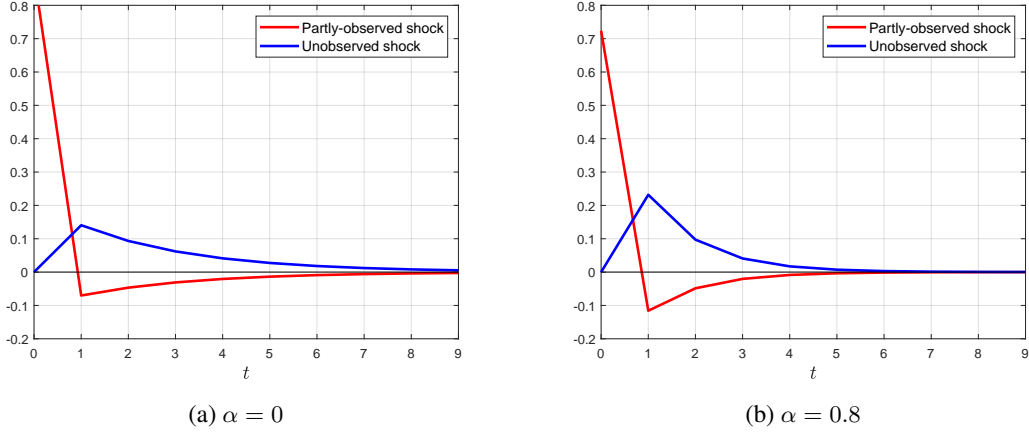 0.8
0.7
0.6
0.5
0.4
0.3
0.2
0.1
0
-0.1
-0.2
0 1 2 3 4 5 6 7 8 9
t
Partly-observed shock
Unobserved shock
(a) α = 0
0.8
0.7
0.6
0.5
0.4
0.3
0.2
0.1
0
-0.1
-0.2
0 1 2 3 4 5 6 7 8 9
t
Partly-observed shock
Unobserved shock
(b) α = 0.8